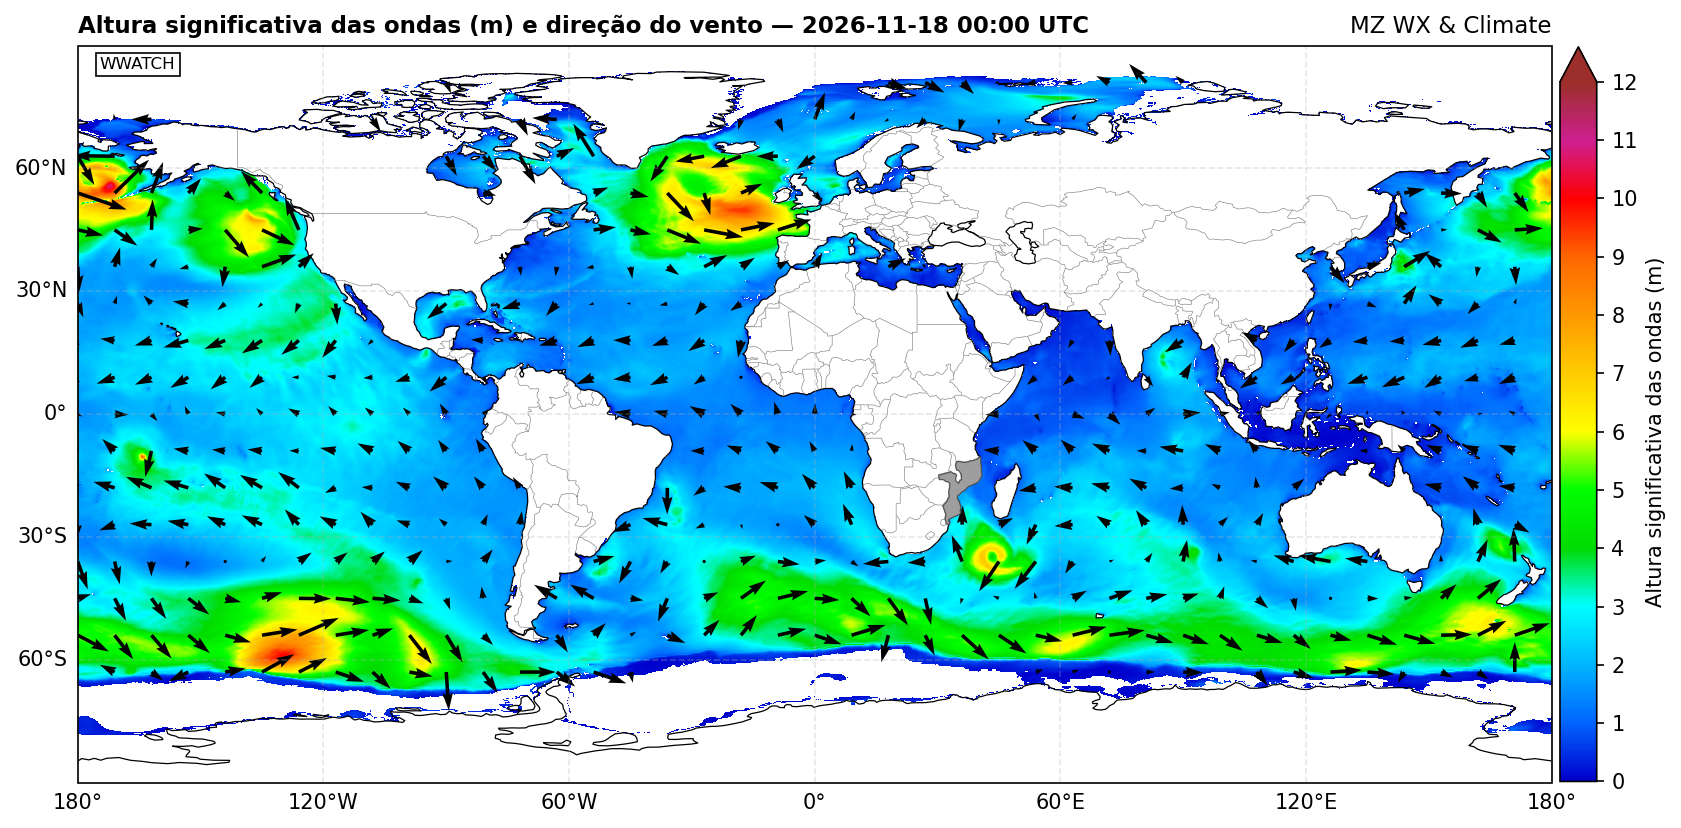 Altura significativa das ondas (m) e direção do vento — 2026-11-18 00:00 UTC
MZ WX & Climate
WWATCH
60°N
30°N
0°
30°S
60°S
180°
120°W
60°W
0°
60°E
120°E
180°
12
11
10
9
8
7
6
5
4
3
2
1
0
Altura significativa das ondas (m)